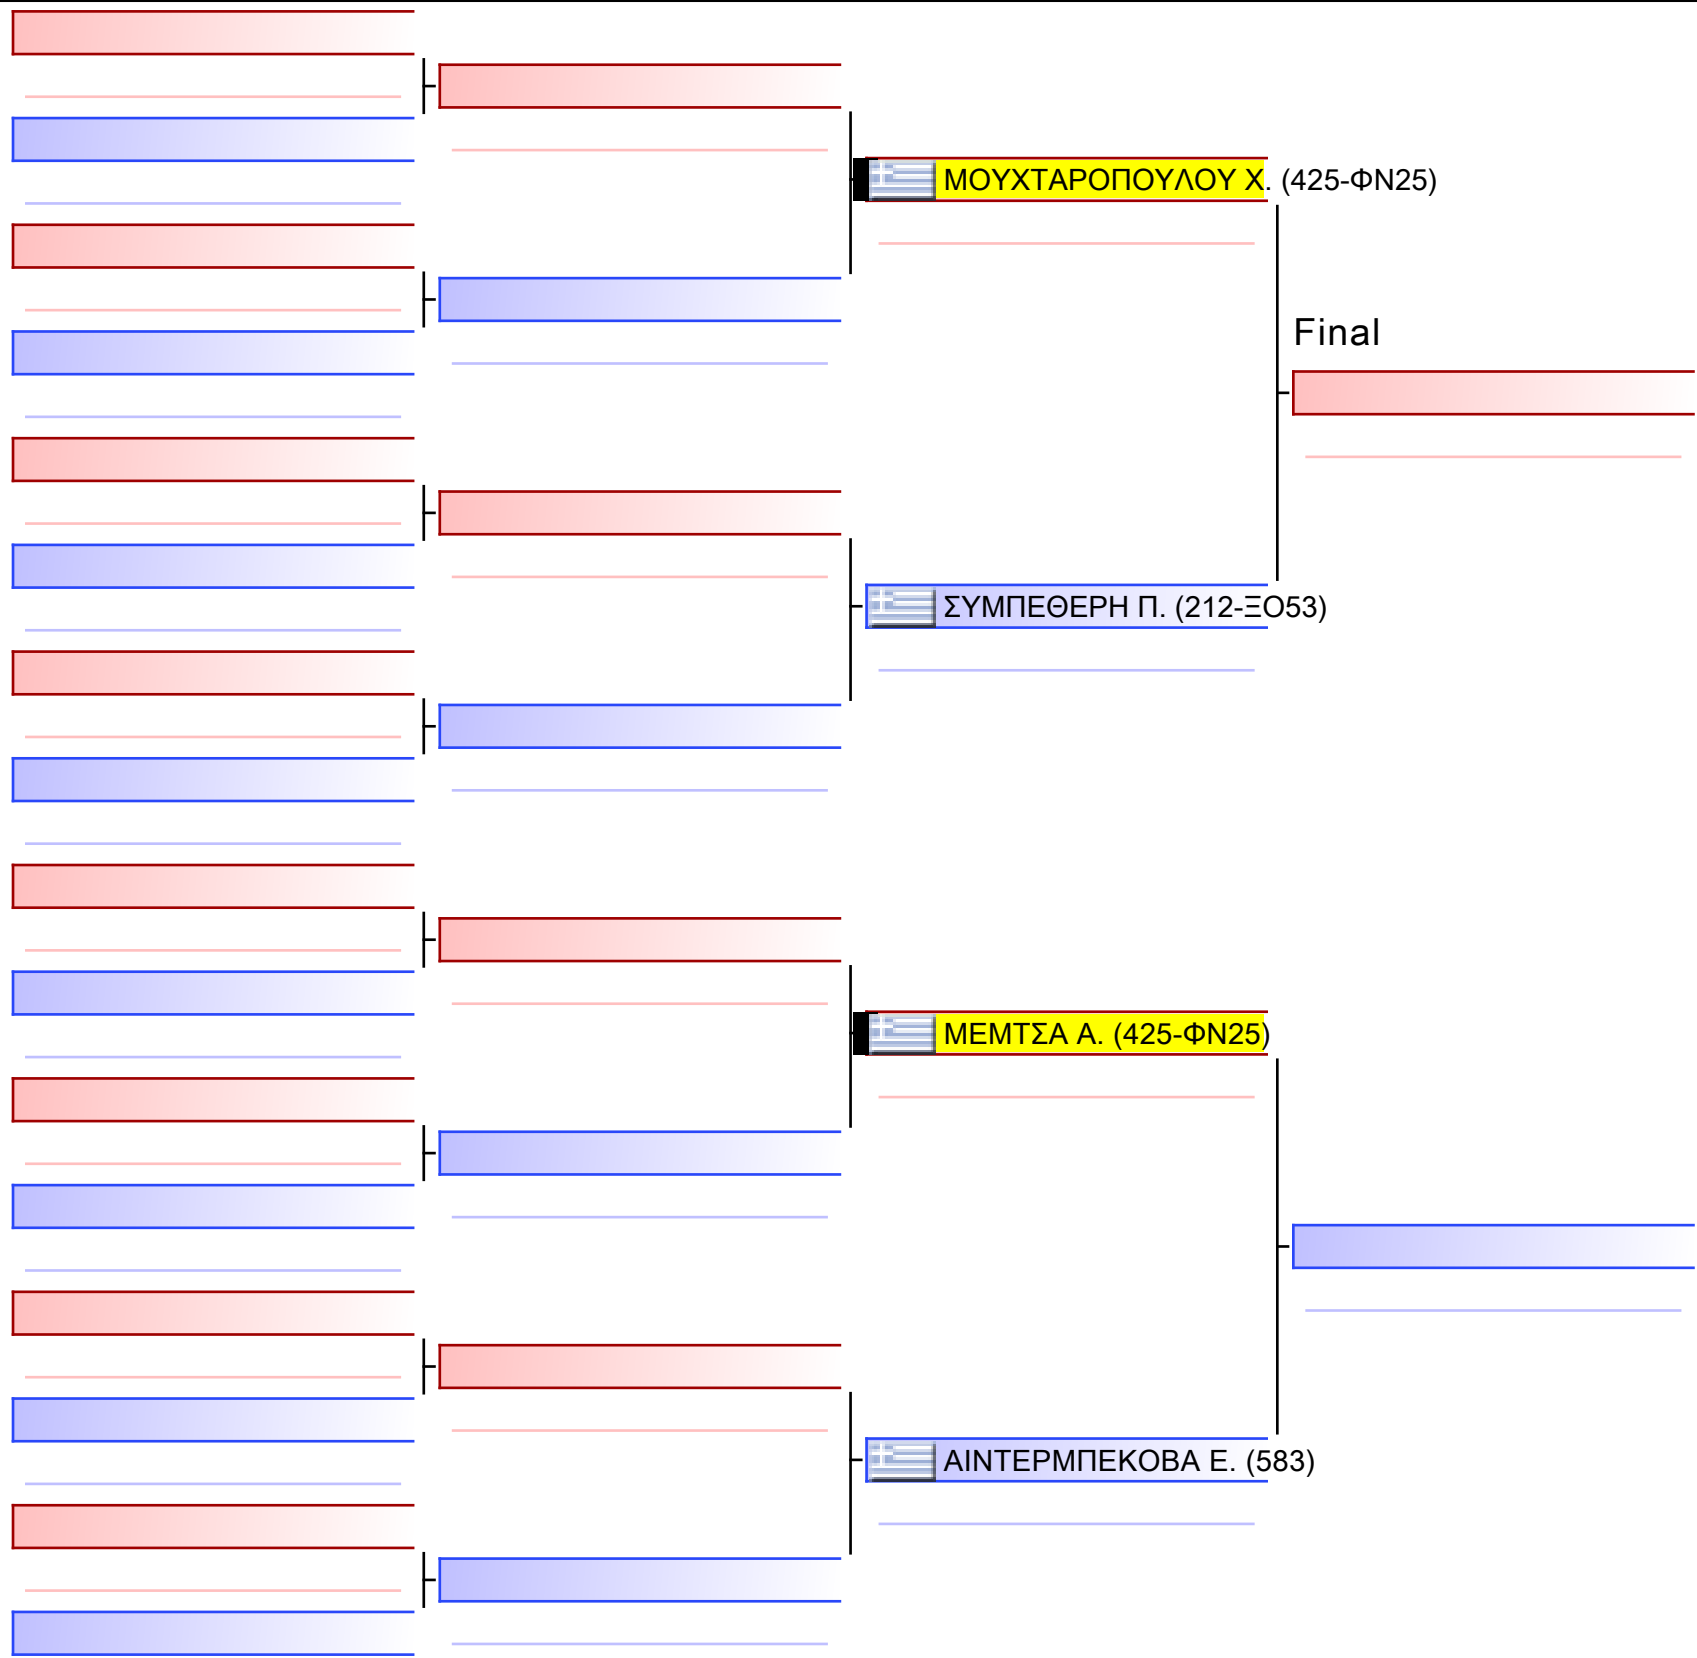 ΜΟΥΧΤΑΡΟΠΟΥΛΟΥ Χ. (425-ΦΝ25)
Final
ΣΥΜΠΕΘΕΡΗ Π. (212-ΞΟ53)
ΜΕΜΤΣΑ Α. (425-ΦΝ25)
ΑΙΝΤΕΡΜΠΕΚΟΒΑ Ε. (583)